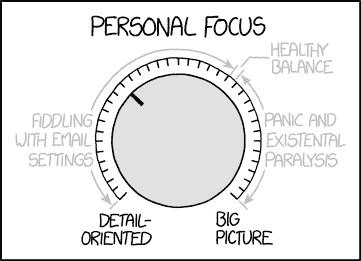 PERSONAL FOCUS
HEALTHY
BALANCE
FIDDLING
WITH EMAIL
SETTINGS
PANIC AND
EXISTENTAL
PARALYSIS
DETAIL-
ORIENTED
BIG
PICTURE